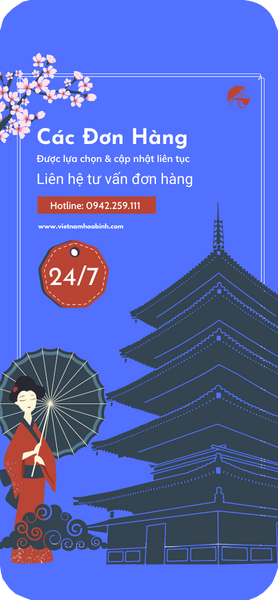 Các Đơn Hàng
Được lựa chọn & cập nhật liên tục
Liên hệ tư vấn đơn hàng
Hotline: 0942.259.111
www.vietnamhoabinh.com
24/7